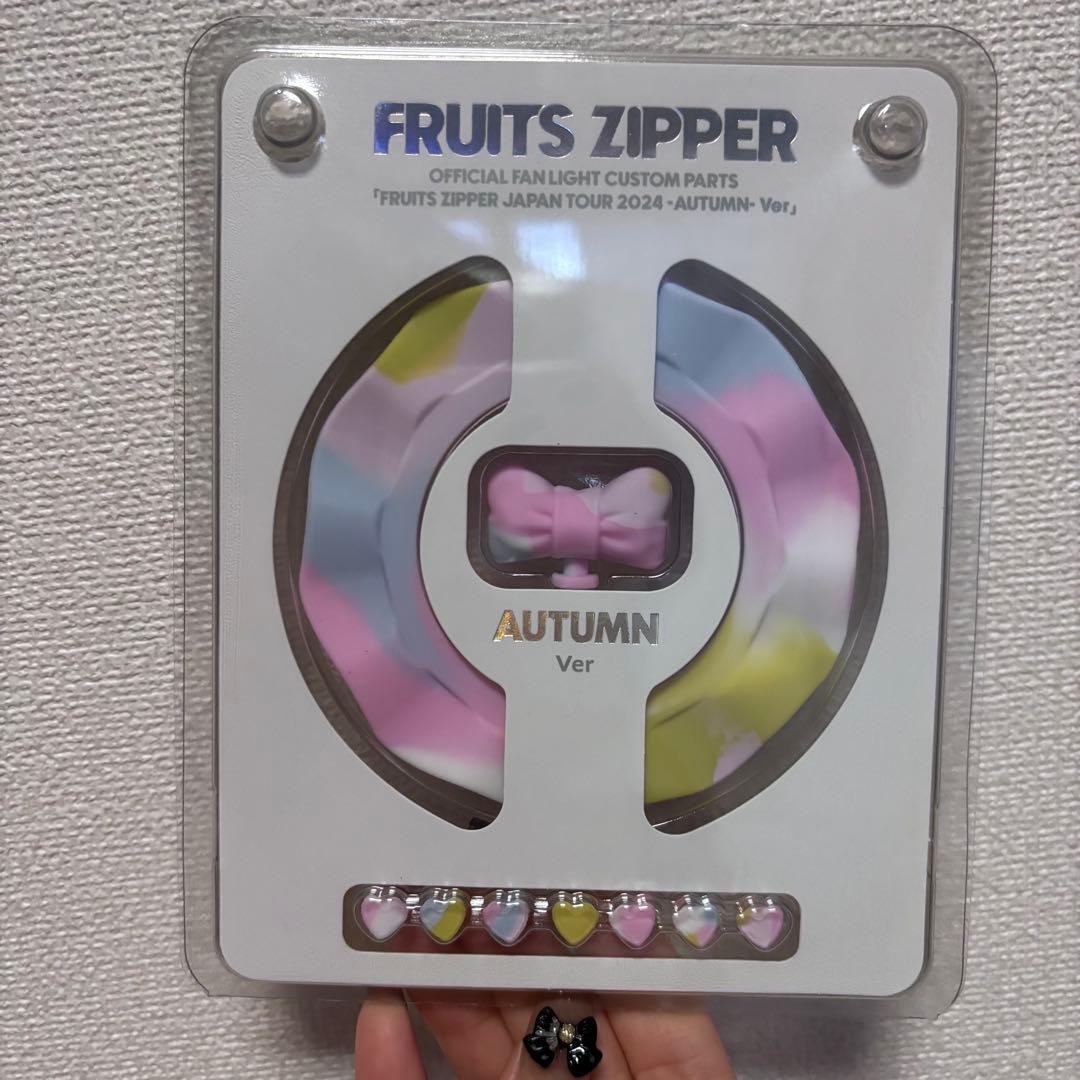 FRUITS ZIPPER
OFFICIAL FAN LIGHT CUSTOM PARTS
「FRUITS ZIPPER JAPAN TOUR 2024 -AUTUMN- Ver」
AUTUMN
Ver